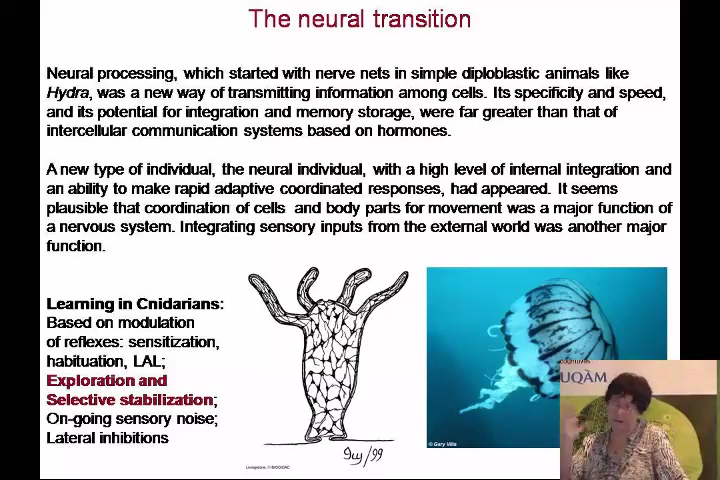 The neural transition
Neural processing, which started with nerve nets in simple diploblastic animals like
Hydra, was a new way of transmitting information among cells. Its specificity and speed,
and its potential for integration and memory storage, were far greater than that of
intercellular communication systems based on hormones.
A new type of individual, the neural individual, with a high level of internal integration and
an ability to make rapid adaptive coordinated responses, had appeared. It seems
plausible that coordination of cells and body parts for movement was a major function of
a nervous system. Integrating sensory inputs from the external world was another major
function.
Learning in Cnidarians:
Based on modulation
of reflexes: sensitization,
habituation, LAL;
Exploration and
Selective stabilization;
On-going sensory noise;
Lateral inhibitions
Livingstone, © BIODIDAC
© Gary Villa
cognitives
UQÀM